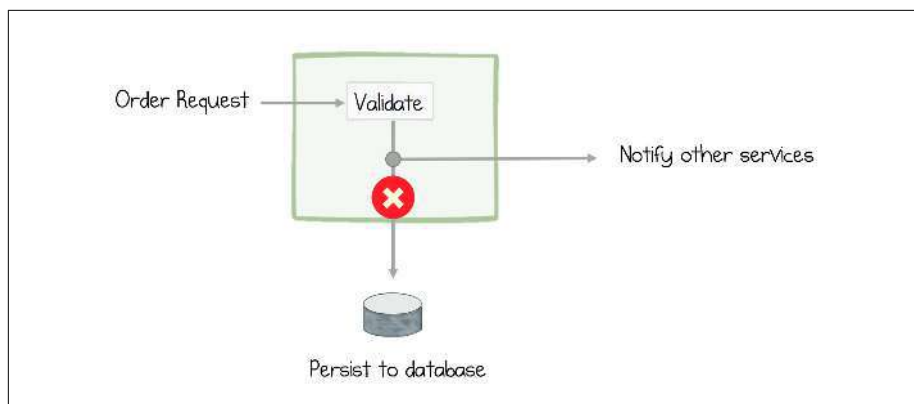 Order Request
Validate
Notify other services
Persist to database